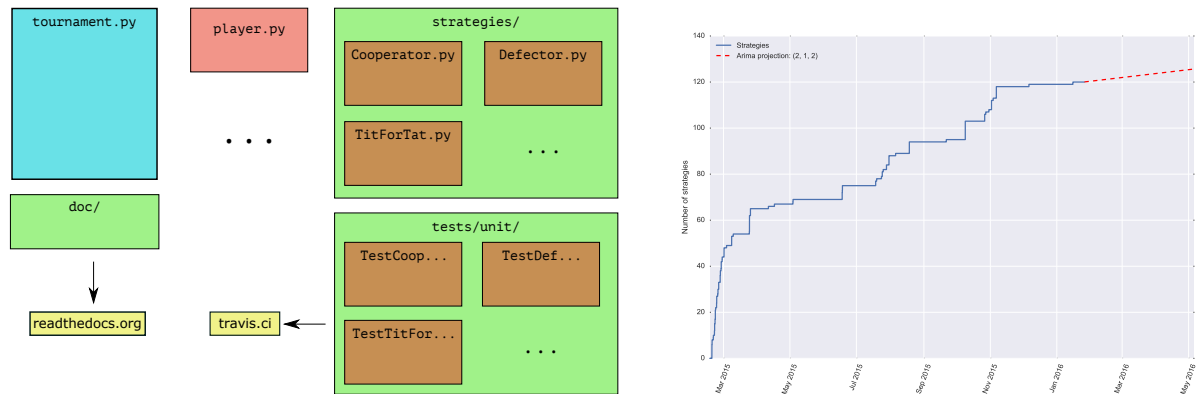 tournament.py
player.py
strategies/
Cooperator.py
Defector.py
TitForTat.py
...
...
doc/
tests/unit/
TestCoop...
TestDef...
TestTitFor...
...
readthedocs.org
travis.ci
Strategies
Arima projection: (2, 1, 2)
Number of strategies
140
120
100
80
60
40
20
0
Mar 2015
May 2015
Jul 2015
Sep 2015
Nov 2015
Jan 2016
Mar 2016
May 2016